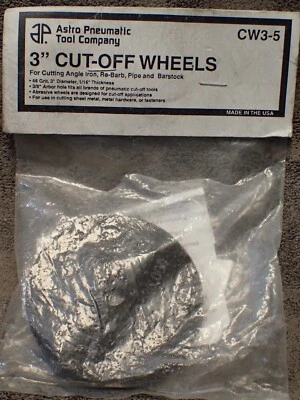 Astro Pneumatic
Tool Company
CW3-5
3" CUT-OFF WHEELS
For Cutting Angle Iron, Re-Barb, Pipe and Barstock
• 46 Grit, 3" Diameter, 1/16" Thickness
• 3/8" Arbor hole fits all brands of pneumatic cut-off tools
• Abrasive wheels are designed for cut-off applications
• For use in cutting sheet metal, metal hardware, or fasteners
MADE IN THE USA